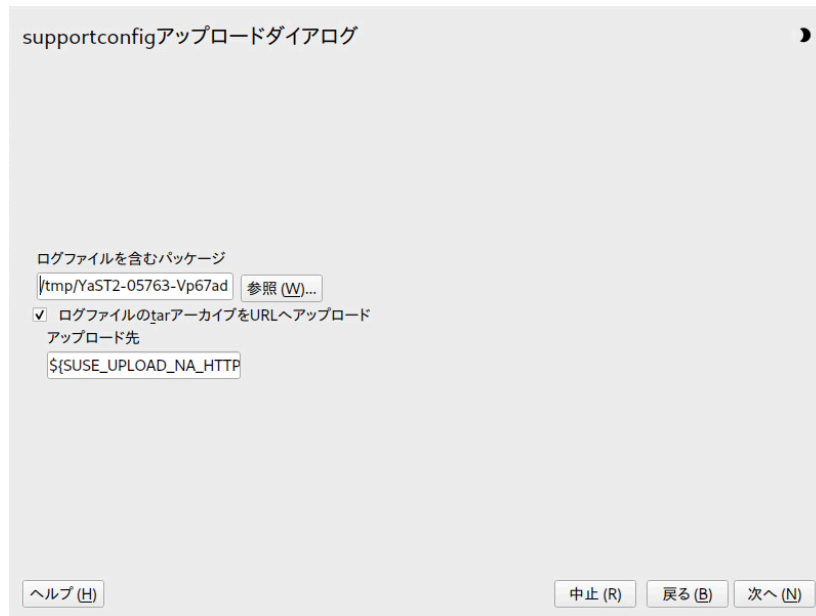 supportconfigアップロードダイアログ
ログファイルを含むパッケージ
/tmp/YaST2-05763-Vp67ad
参照 (W)...
ログファイルのtarアーカイブをURLへアップロード
アップロード先
${SUSE_UPLOAD_NA_HTTP
ヘルプ (H)
中止 (R)
戻る (B)
次へ (N)